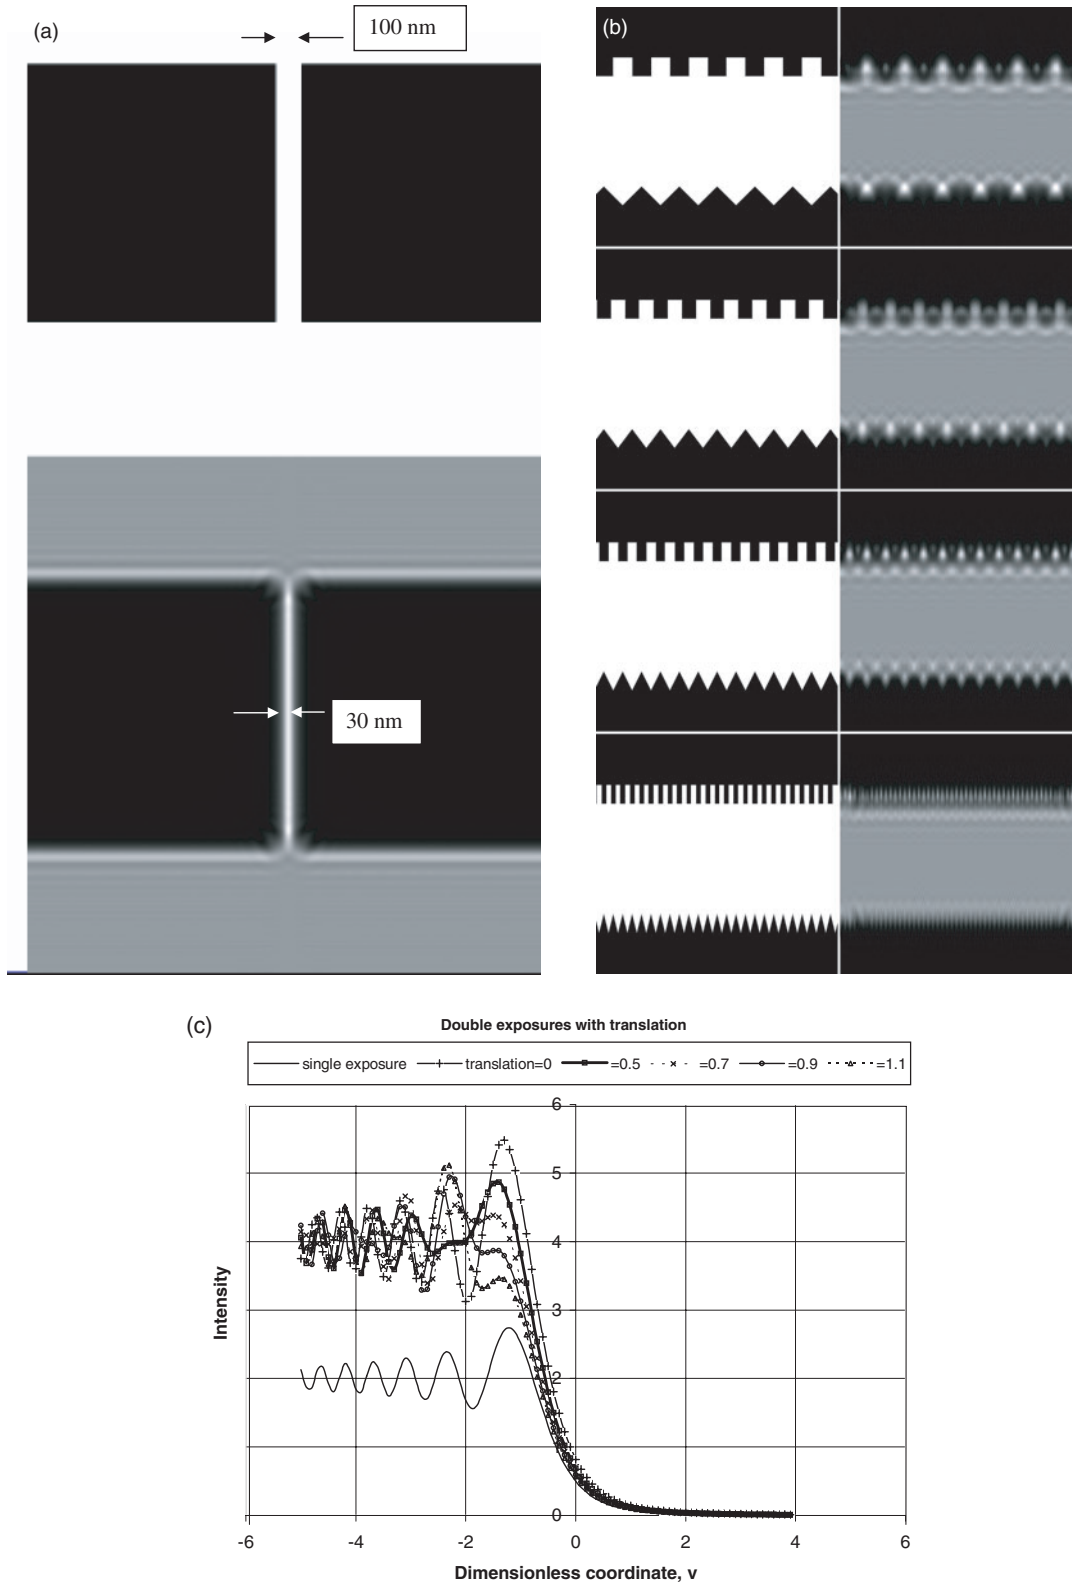 (a)
100 nm
30 nm
(b)
(c)
Double exposures with translation
single exposure translation=0 =0.5 =0.7 =0.9 =1.1
6
5
4
3
2
1
0
-6 -4 -2 0 2 4 6
Intensity
Dimensionless coordinate, v